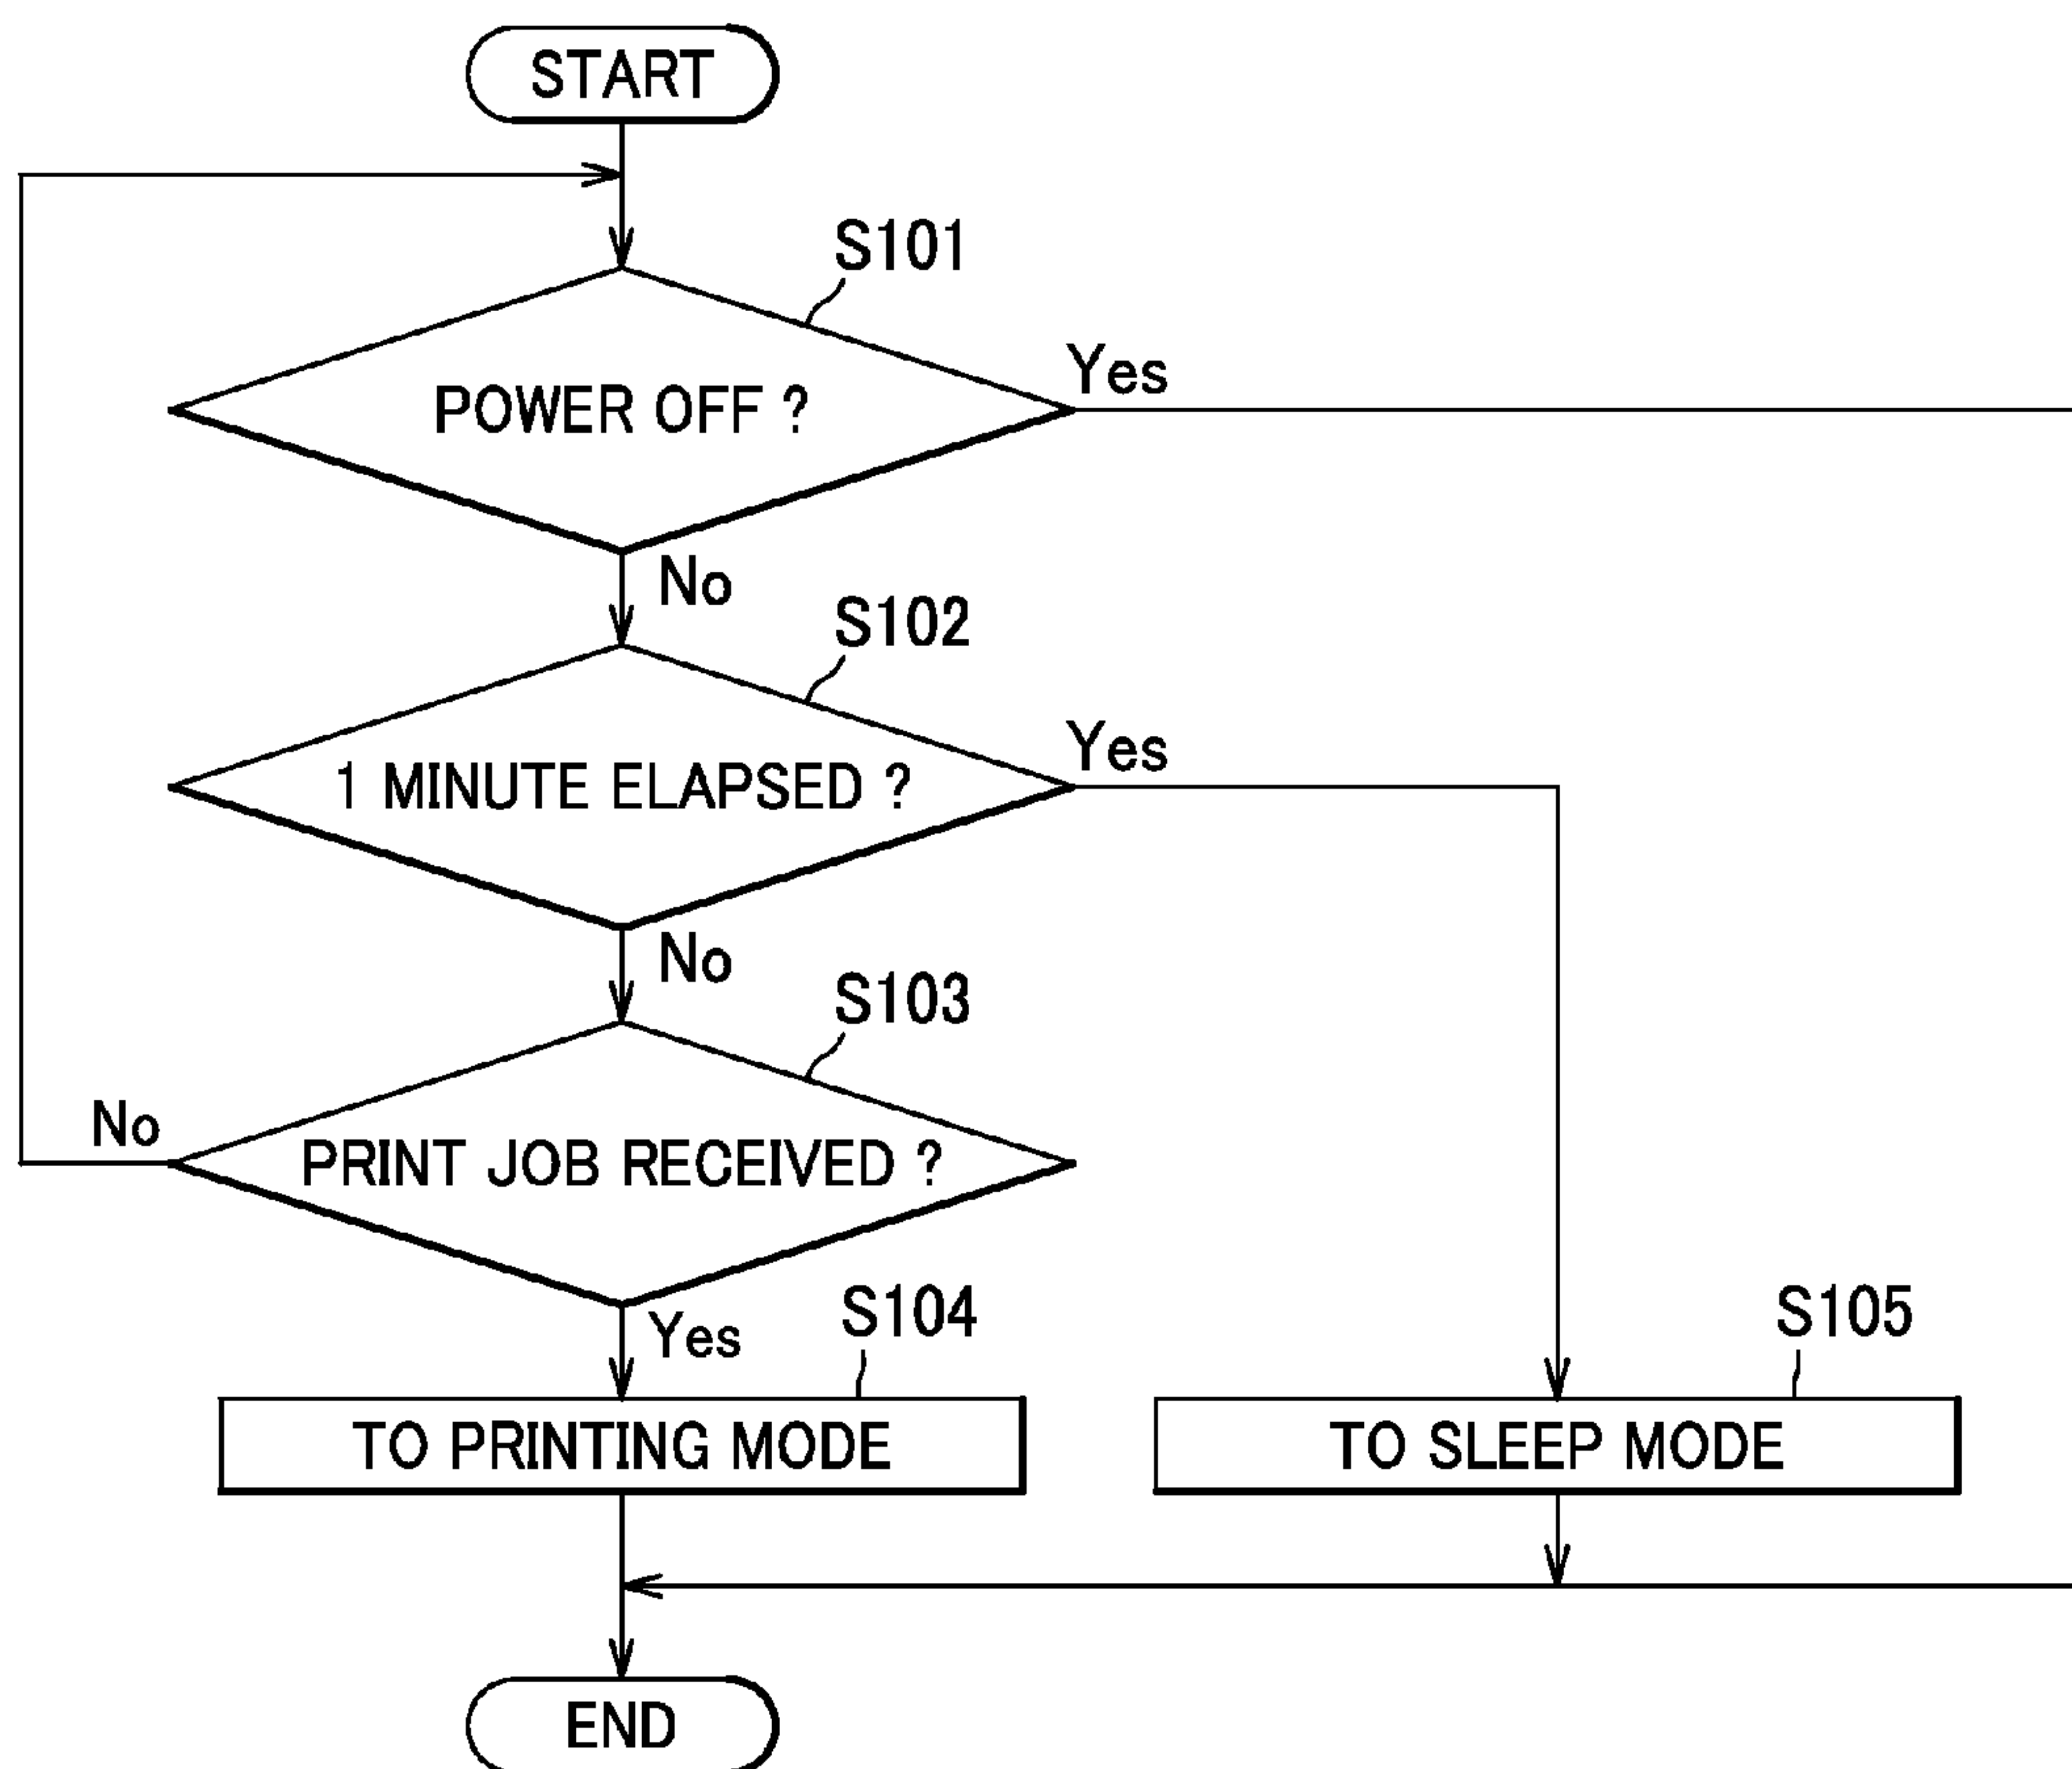 START
S101
POWER OFF ?
Yes
No
S102
1 MINUTE ELAPSED ?
Yes
No
S103
PRINT JOB RECEIVED ?
No
Yes
S104
TO PRINTING MODE
S105
TO SLEEP MODE
END